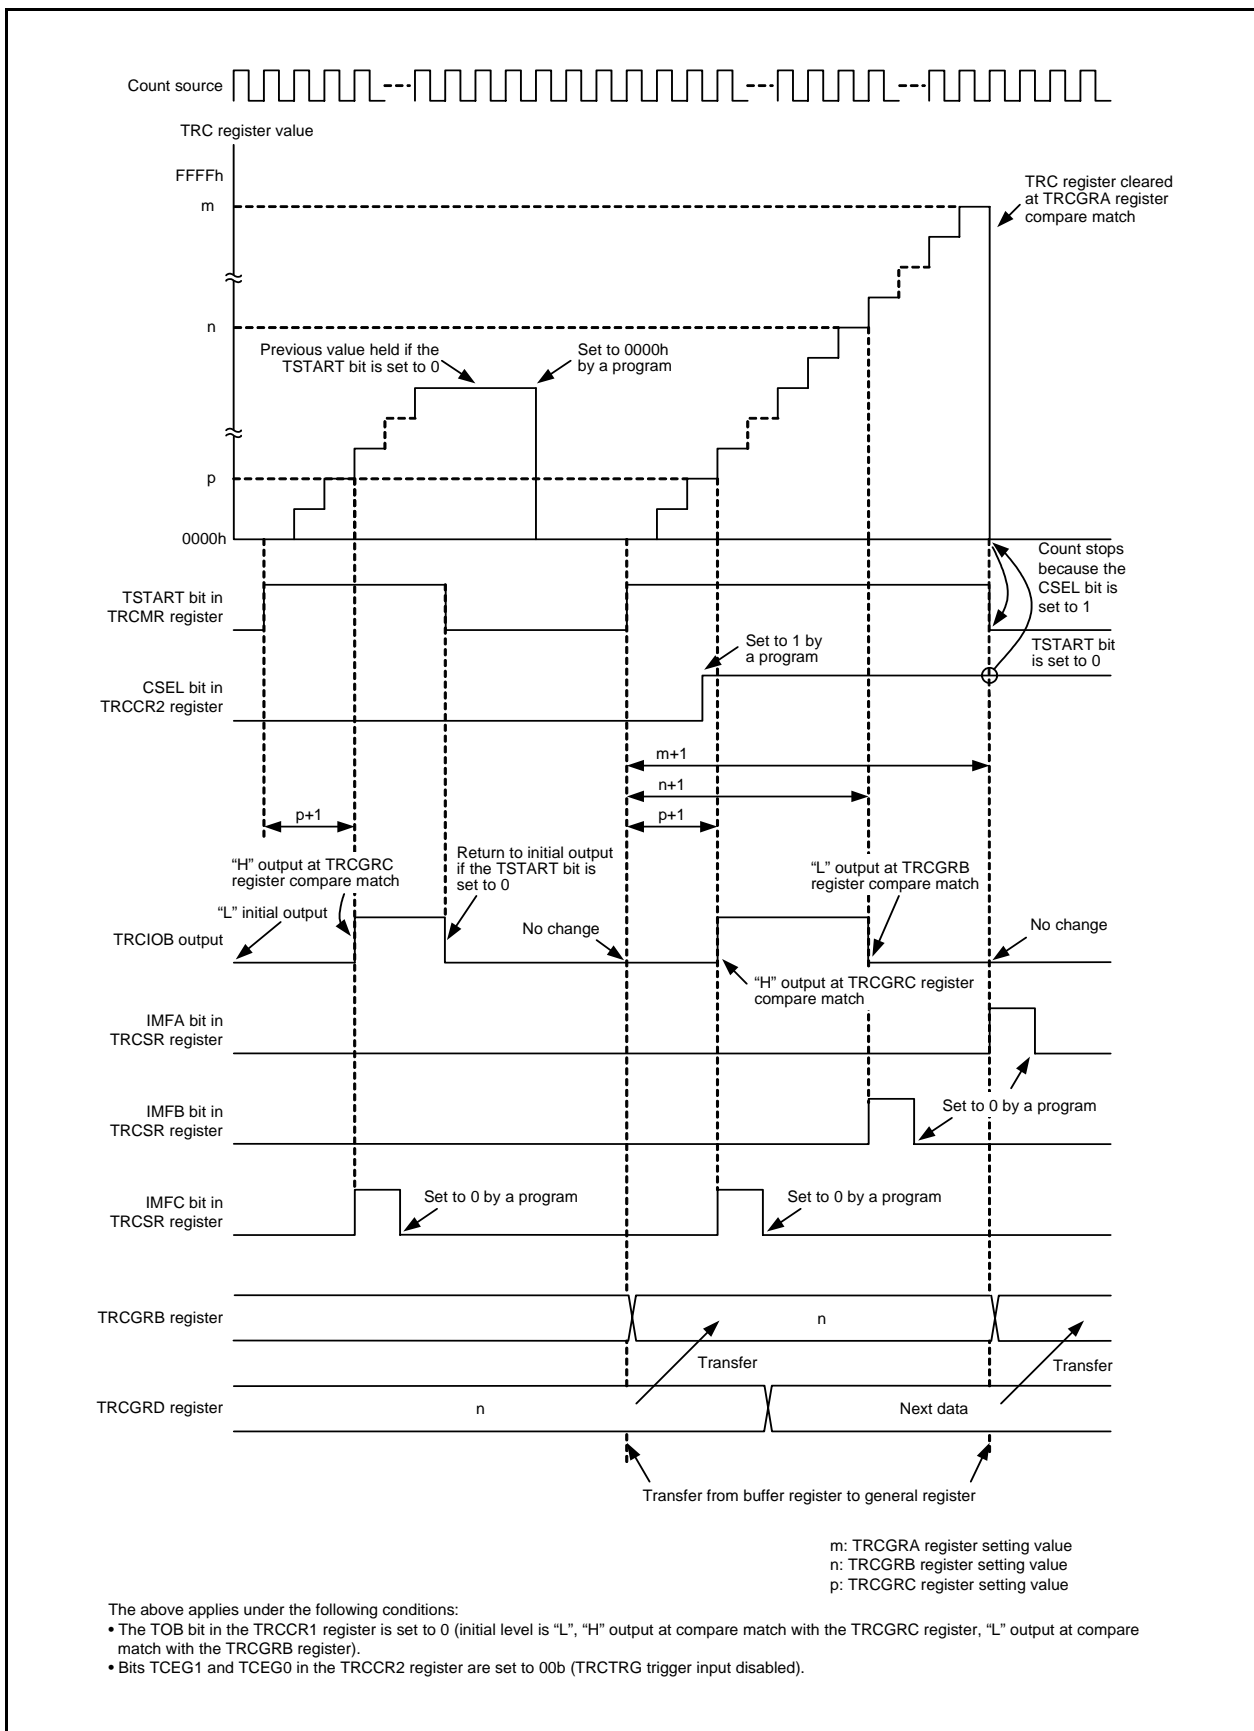 Count source
TRC register value
FFFFh
m
TRC register cleared
at TRCGRA register
compare match
n
Previous value held if the
TSTART bit is set to 0
Set to 0000h
by a program
p
0000h
Count stops
because the
CSEL bit is
set to 1
TSTART bit in
TRCMR register
Set to 1 by
a program
TSTART bit
is set to 0
CSEL bit in
TRCCR2 register
m+1
n+1
p+1
p+1
“H” output at TRCGRC
register compare match
Return to initial output
if the TSTART bit is
set to 0
“L” output at TRCGRB
register compare match
“L” initial output
No change
No change
TRCIOB output
“H” output at TRCGRC register
compare match
IMFA bit in
TRCSR register
IMFB bit in
TRCSR register
Set to 0 by a program
IMFC bit in
TRCSR register
Set to 0 by a program
Set to 0 by a program
TRCGRB register
n
Transfer
Transfer
TRCGRD register
n
Next data
Transfer from buffer register to general register
m: TRCGRA register setting value
n: TRCGRB register setting value
p: TRCGRC register setting value
The above applies under the following conditions:
• The TOB bit in the TRCCR1 register is set to 0 (initial level is “L”, “H” output at compare match with the TRCGRC register, “L” output at compare
match with the TRCGRB register).
• Bits TCEG1 and TCEG0 in the TRCCR2 register are set to 00b (TRCTRG trigger input disabled).